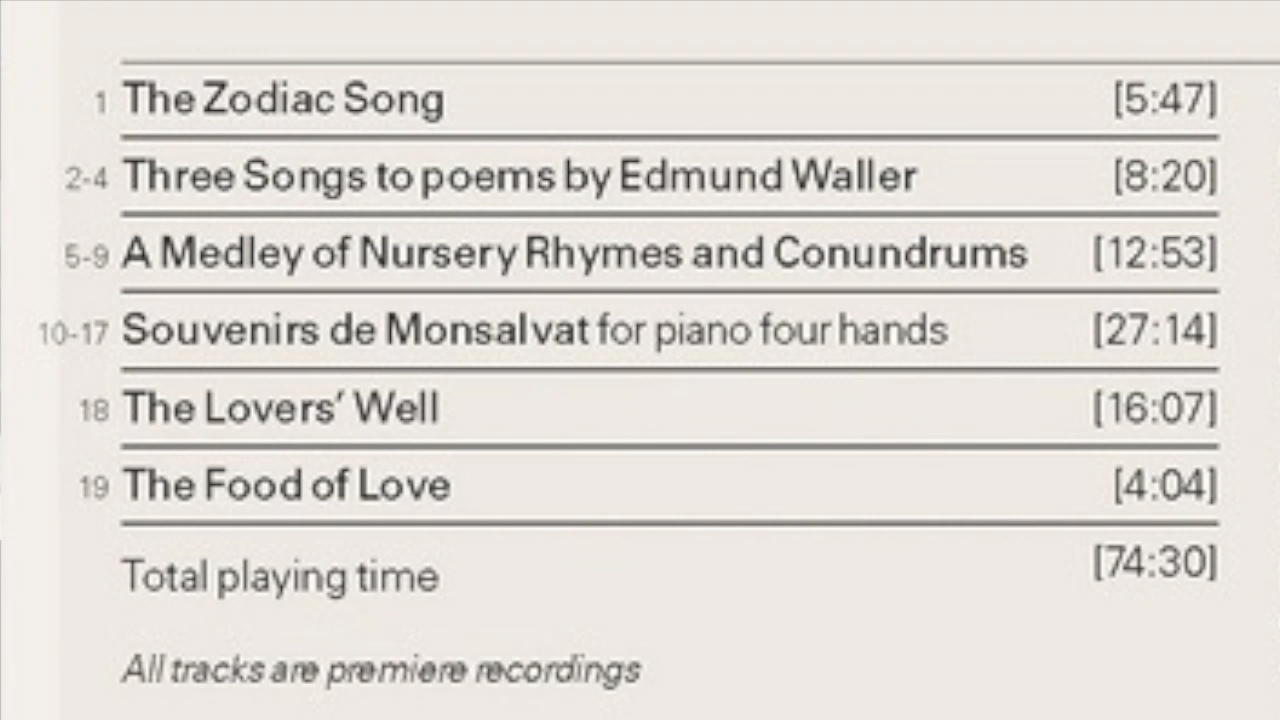 1 The Zodiac Song [5:47]
2-4 Three Songs to poems by Edmund Waller [8:20]
5-9 A Medley of Nursery Rhymes and Conundrums [12:53]
10-17 Souvenirs de Monsalvat for piano four hands [27:14]
18 The Lovers’ Well [16:07]
19 The Food of Love [4:04]
Total playing time [74:30]
All tracks are premiere recordings